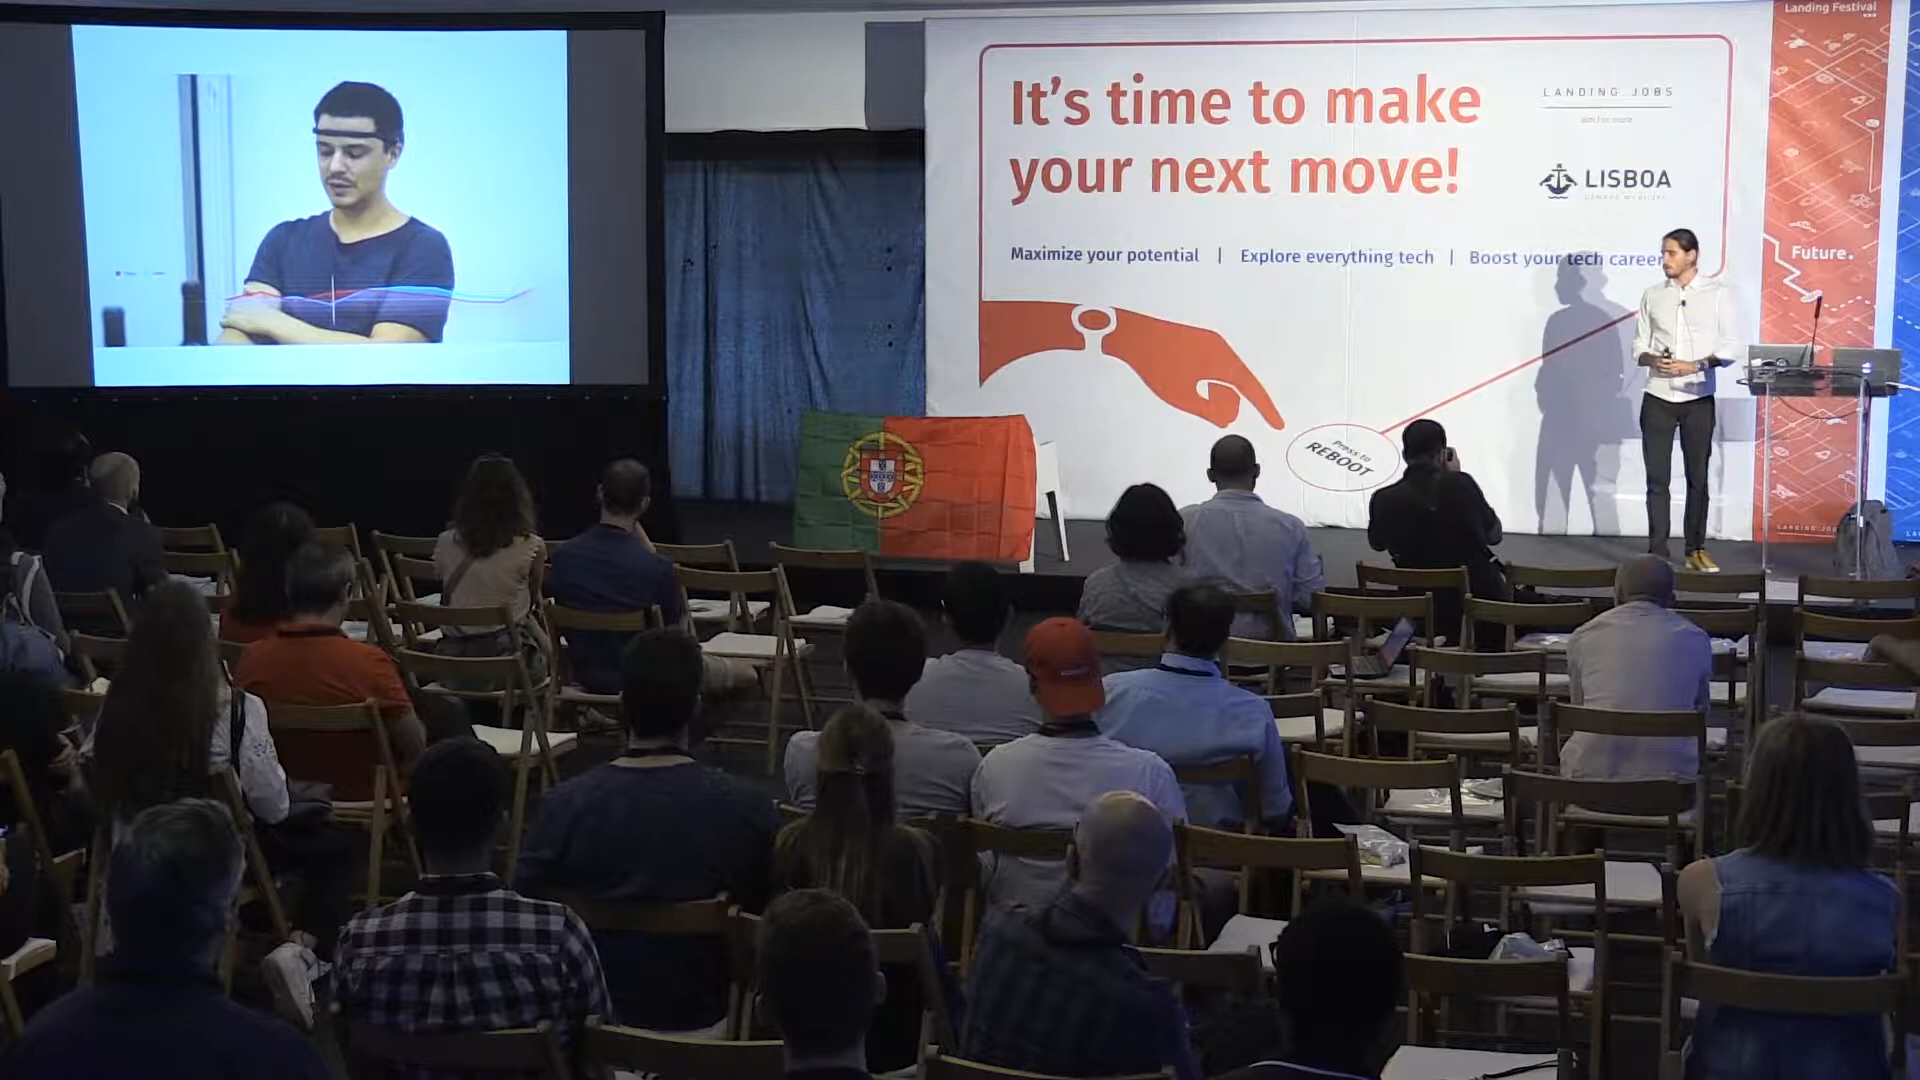 Landing Festival
It's time to make
your next move!
LANDING.JOBS
LISBOA
Maximize your potential | Explore everything tech | Boost your tech career
Future.
Press to
REBOOT